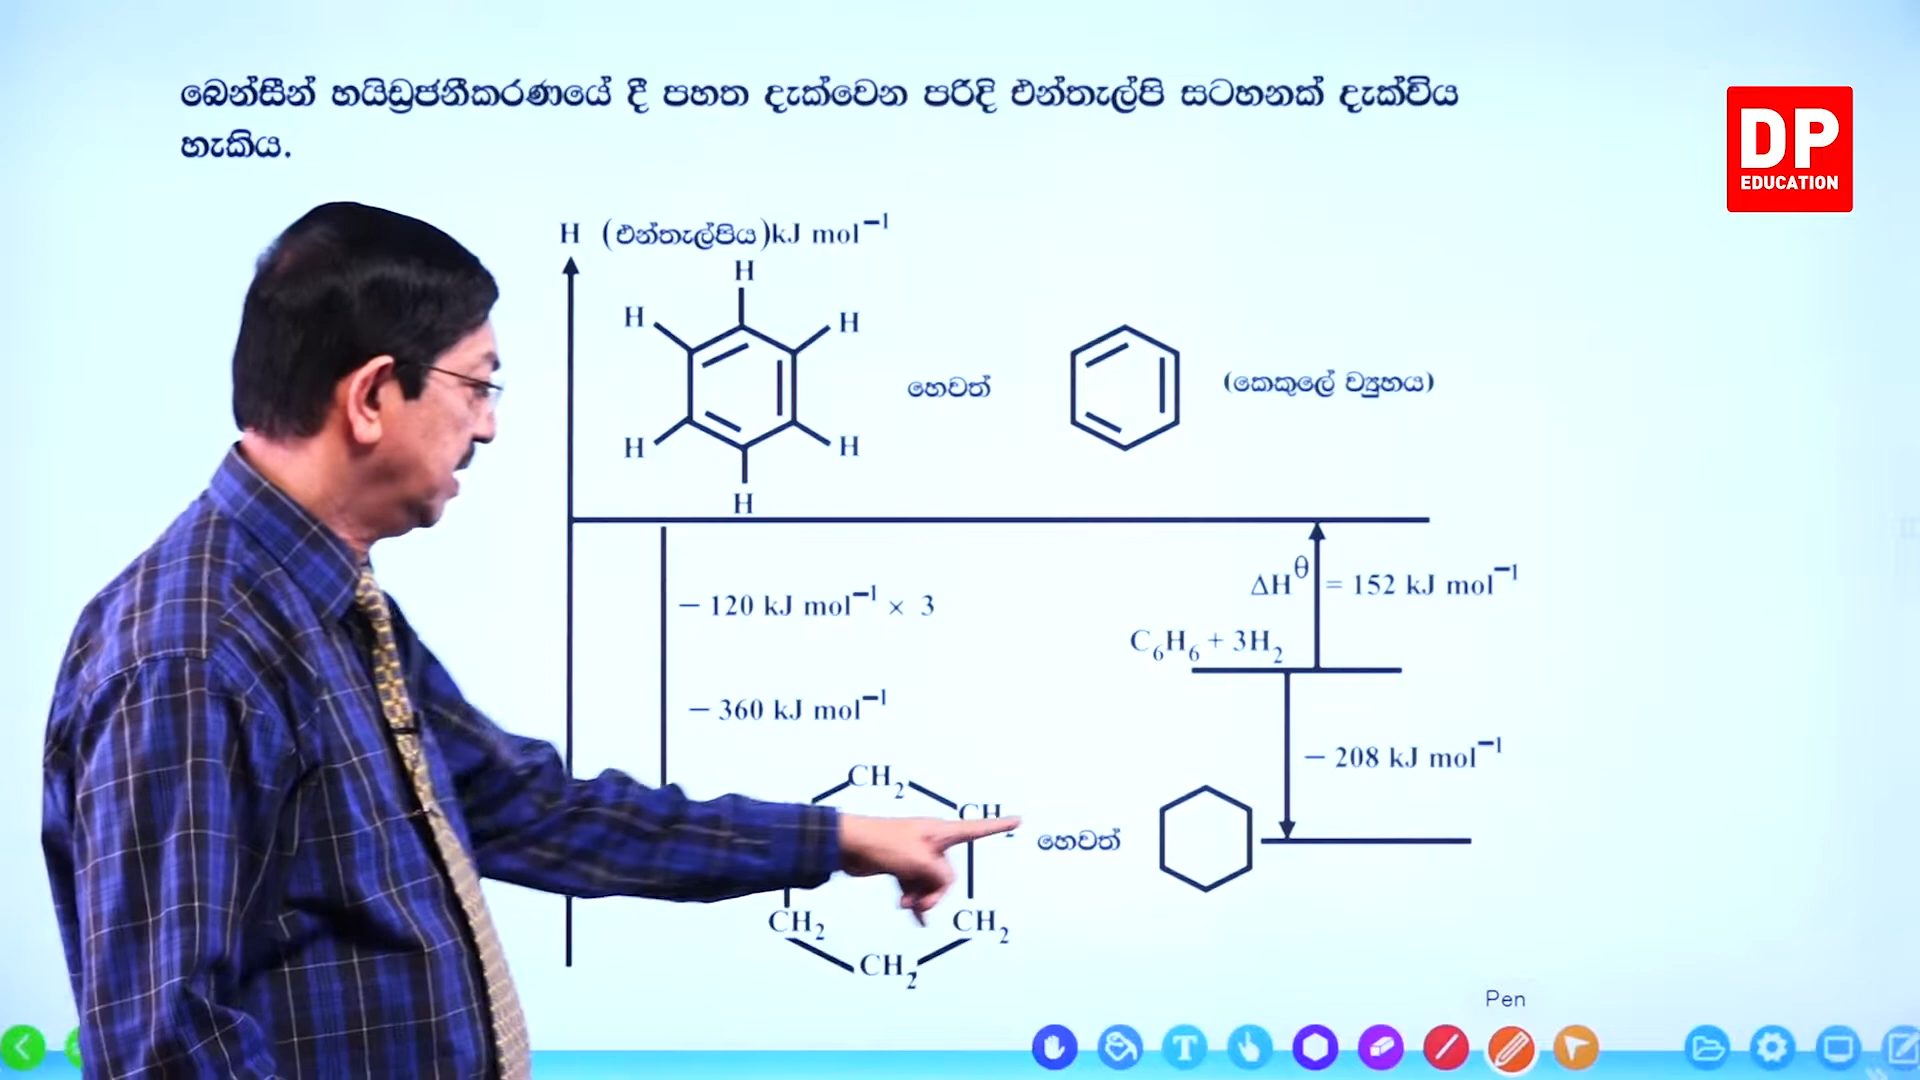 බෙන්සීන් හයිඩ්‍රජනීකරණයේ දී පහත දැක්වෙන පරිදි එන්තැල්පි සටහනක් දැක්විය
හැකිය.
DP
EDUCATION
H (එන්තැල්පිය)kJ mol⁻¹
H
H H
හෙවත් (කෙකුලේ ව්‍යුහය)
H H
H
ΔH^θ = 152 kJ mol⁻¹
− 120 kJ mol⁻¹ × 3
C₆H₆ + 3H₂
− 360 kJ mol⁻¹
− 208 kJ mol⁻¹
CH₂
CH₂
හෙවත්
CH₂ CH₂
CH₂
Pen
T